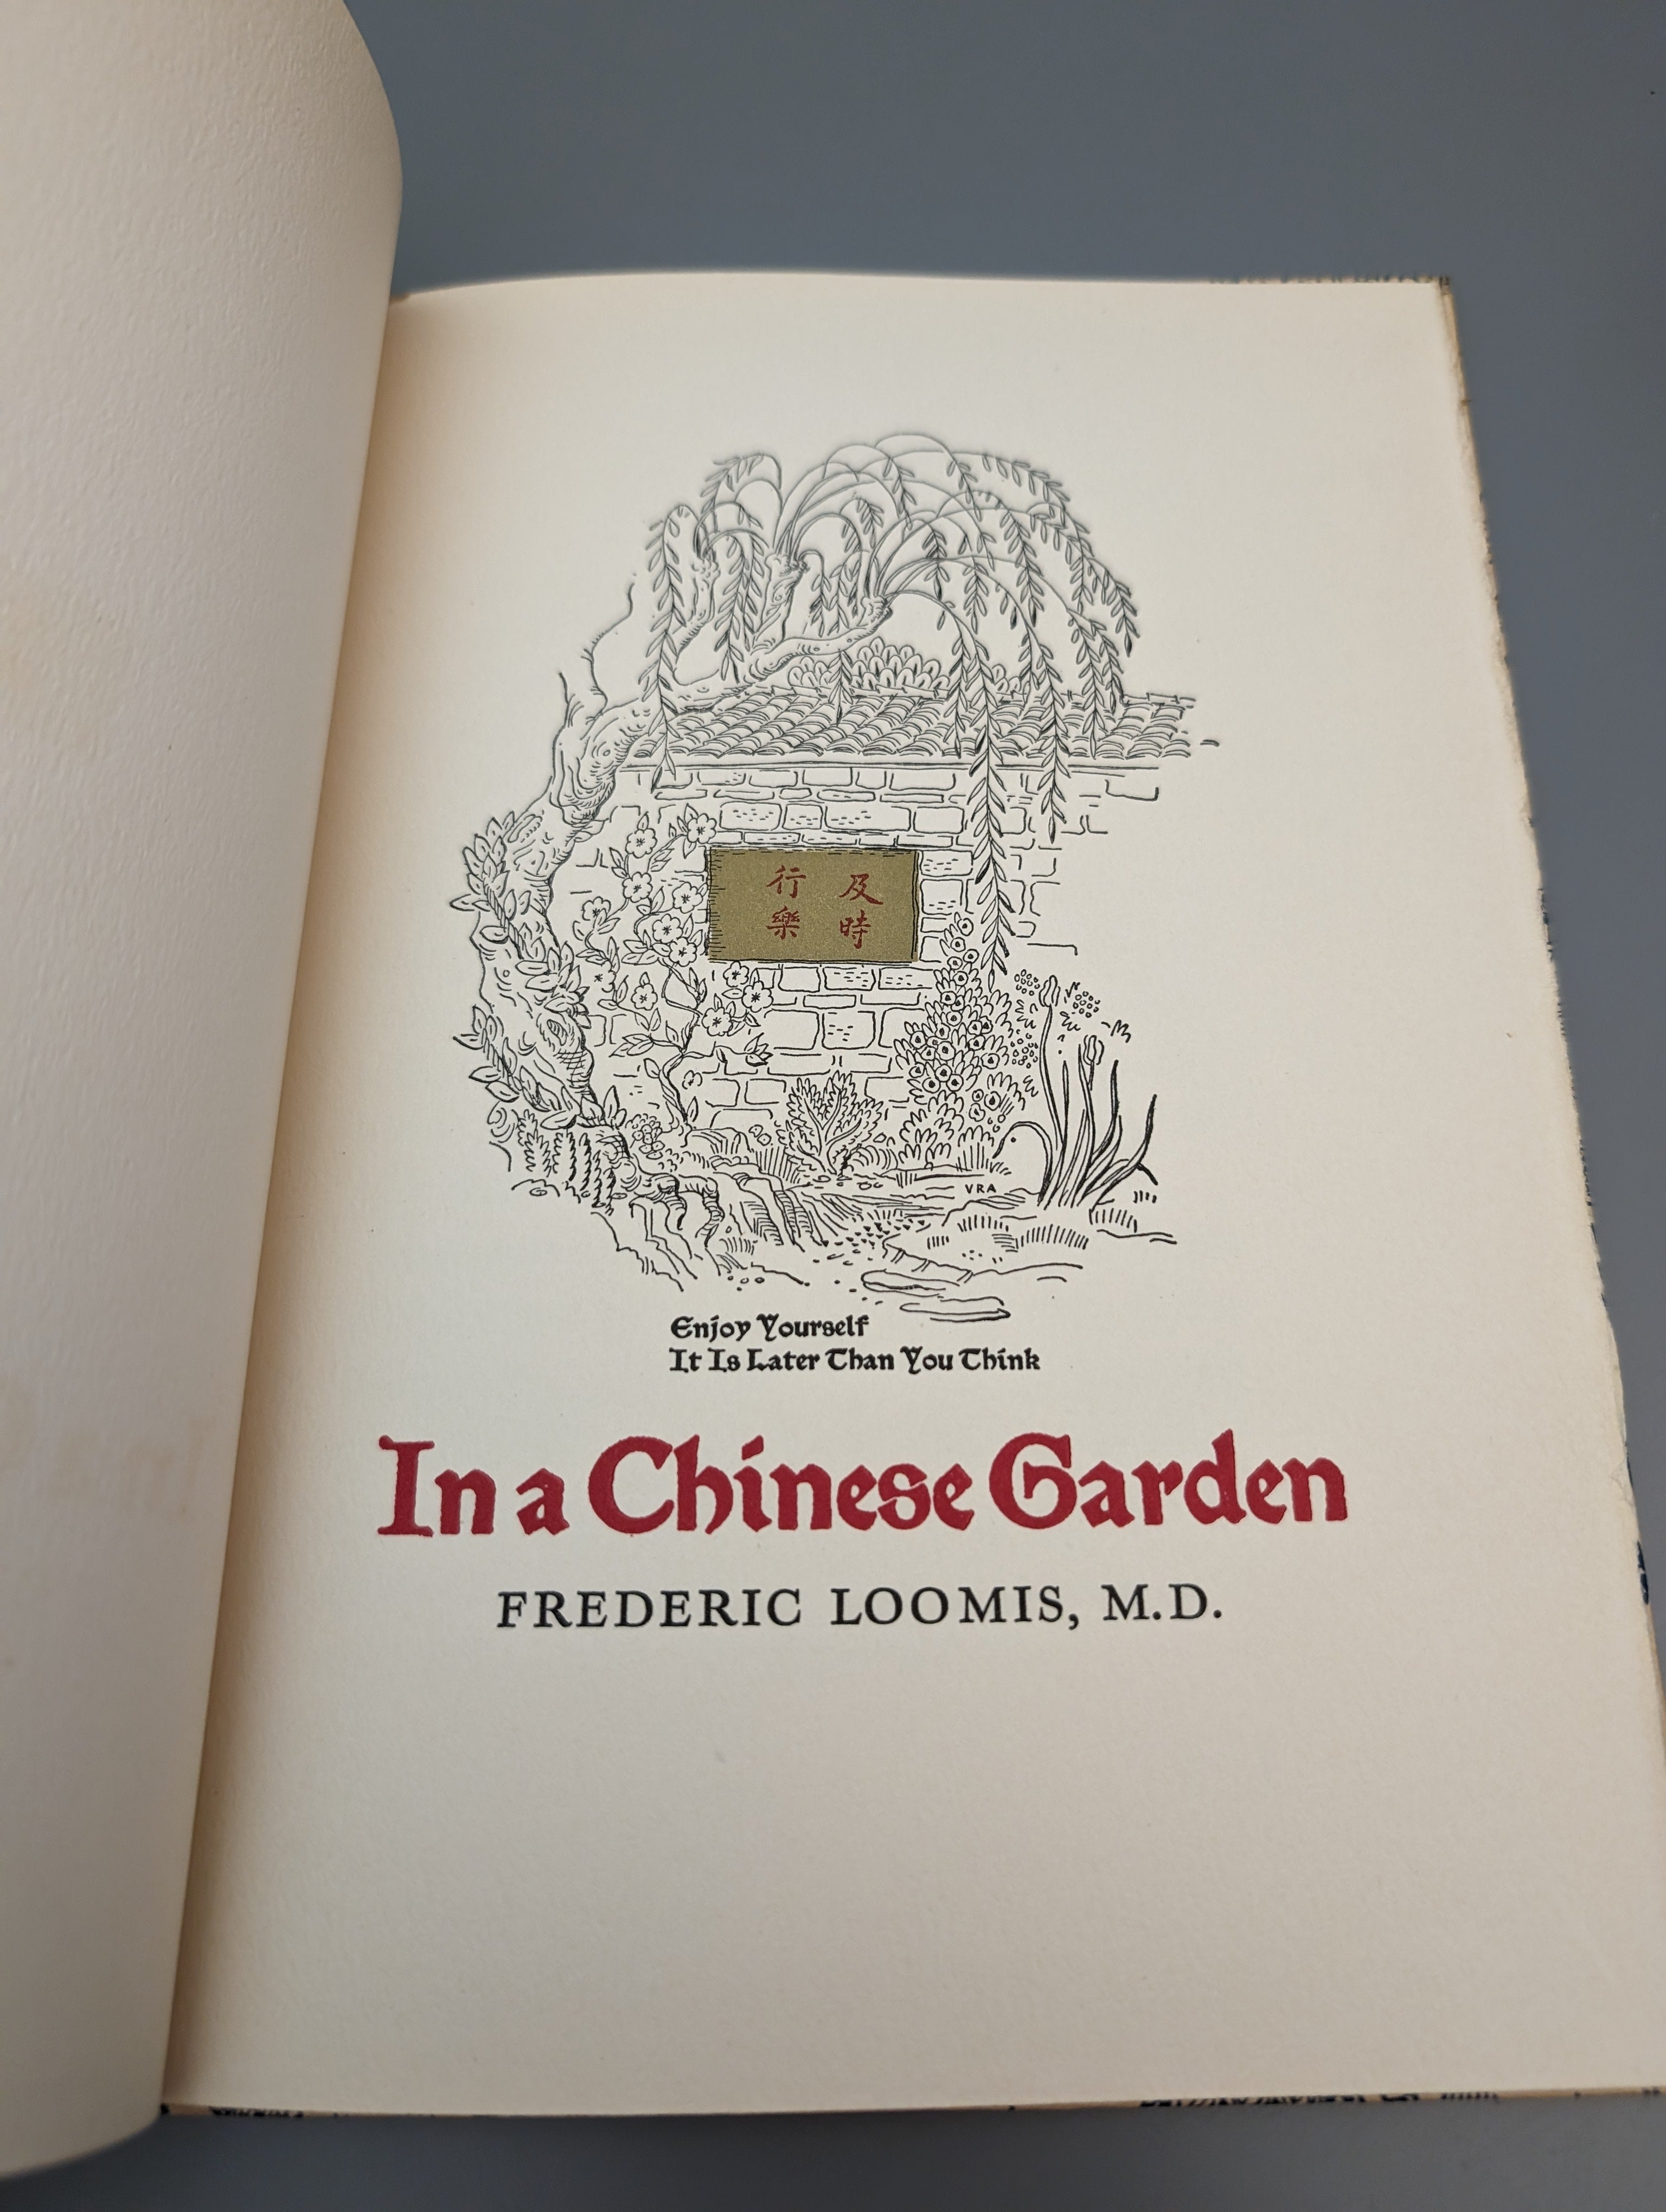 及時
行樂
VRA
Enjoy Yourself
It Is Later Than You Think
In a Chinese Garden
FREDERIC LOOMIS, M.D.